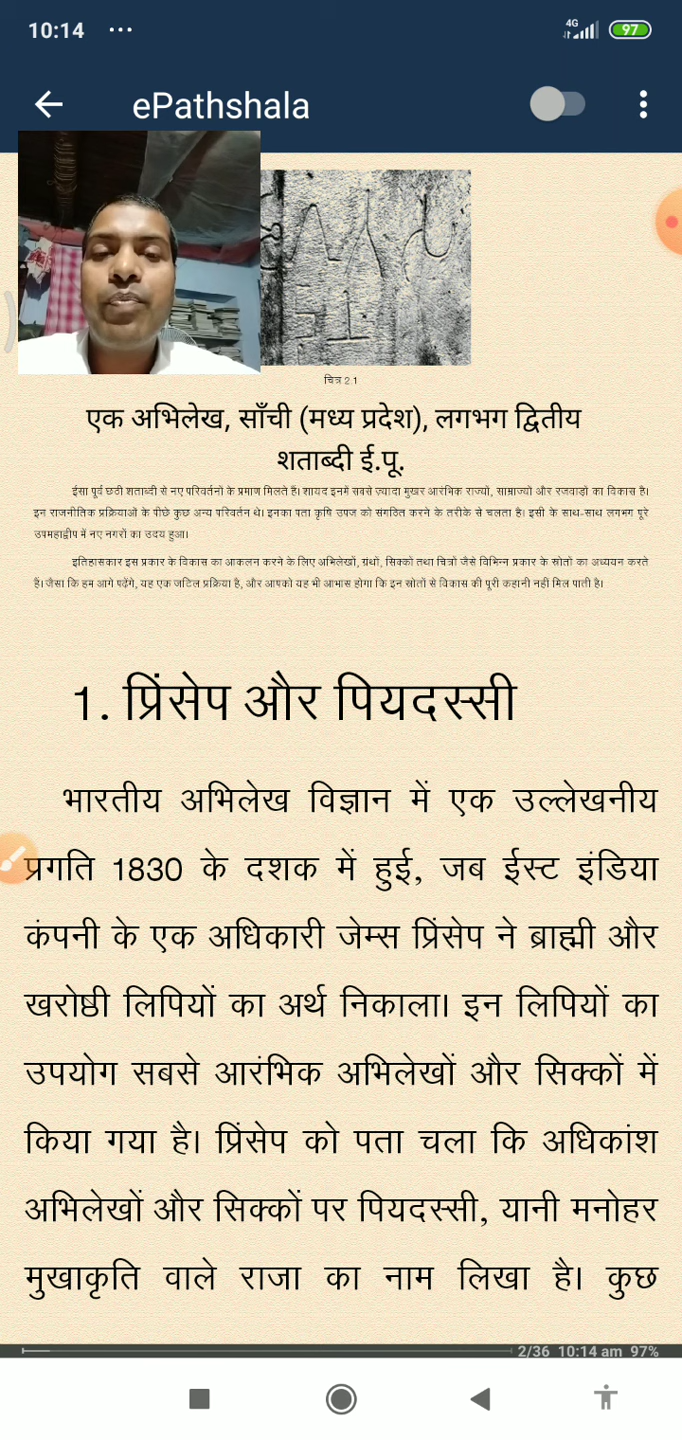 10:14 ... 4G 97
ePathshala
चित्र 2.1
एक अभिलेख, साँची (मध्य प्रदेश), लगभग द्वितीय
शताब्दी ई.पू.
ईसा पूर्व छठी शताब्दी से नए परिवर्तनों के प्रमाण मिलते हैं। शायद इनमें सबसे ज़्यादा मुखर आरंभिक राज्यों, साम्राज्यों और रजवाड़ों का विकास है।
इन राजनीतिक प्रक्रियाओं के पीछे कुछ अन्य परिवर्तन थे। इनका पता कृषि उपज को संगठित करने के तरीके से चलता है। इसी के साथ-साथ लगभग पूरे
उपमहाद्वीप में नए नगरों का उदय हुआ।
इतिहासकार इस प्रकार के विकास का आकलन करने के लिए अभिलेखों, ग्रंथों, सिक्कों तथा चित्रों जैसे विभिन्न प्रकार के स्रोतों का अध्ययन करते
हैं। जैसा कि हम आगे पढ़ेंगे, यह एक जटिल प्रक्रिया है, और आपको यह भी आभास होगा कि इन स्रोतों से विकास की पूरी कहानी नहीं मिल पाती है।
1. प्रिंसेप और पियदस्सी
भारतीय अभिलेख विज्ञान में एक उल्लेखनीय
प्रगति 1830 के दशक में हुई, जब ईस्ट इंडिया
कंपनी के एक अधिकारी जेम्स प्रिंसेप ने ब्राह्मी और
खरोष्ठी लिपियों का अर्थ निकाला। इन लिपियों का
उपयोग सबसे आरंभिक अभिलेखों और सिक्कों में
किया गया है। प्रिंसेप को पता चला कि अधिकांश
अभिलेखों और सिक्कों पर पियदस्सी, यानी मनोहर
मुखाकृति वाले राजा का नाम लिखा है। कुछ
2/36 10:14 am 97%